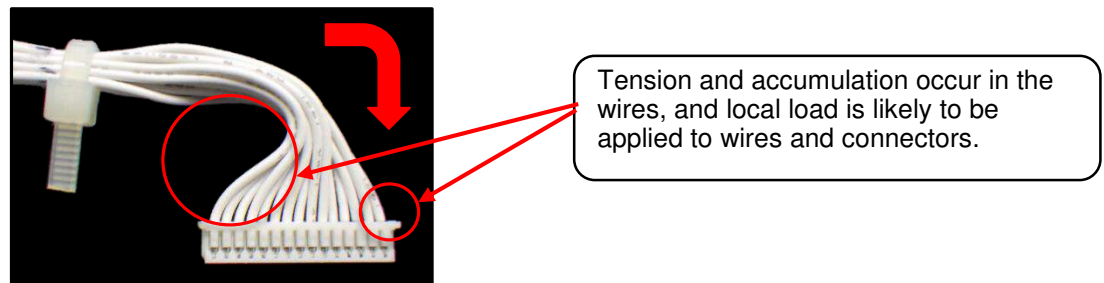 Tension and accumulation occur in the
wires, and local load is likely to be
applied to wires and connectors.